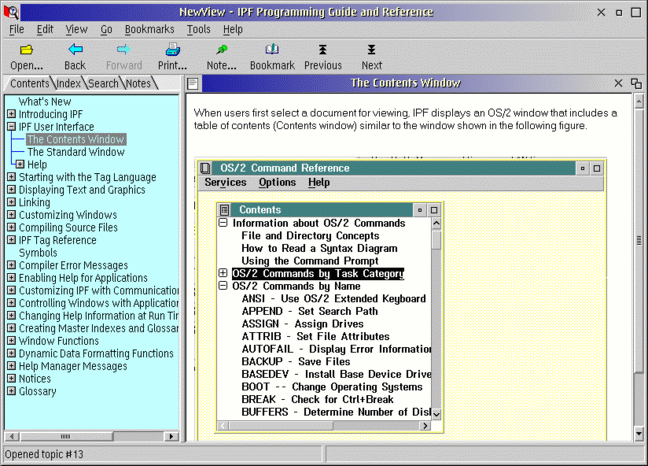 NewView - IPF Programming Guide and Reference
File Edit View Go Bookmarks Tools Help
Open... Back Forward Print... Note... Bookmark Previous Next
Contents Index Search Notes
What's New
Introducing IPF
IPF User Interface
The Contents Window
The Standard Window
Help
Starting with the Tag Language
Displaying Text and Graphics
Linking
Customizing Windows
Compiling Source Files
IPF Tag Reference
Symbols
Compiler Error Messages
Enabling Help for Applications
Customizing IPF with Communication
Controlling Windows with Application
Changing Help Information at Run Tim
Creating Master Indexes and Glossar
Window Functions
Dynamic Data Formatting Functions
Help Manager Messages
Notices
Glossary
The Contents Window
When users first select a document for viewing, IPF displays an OS/2 window that includes a
table of contents (Contents window) similar to the window shown in the following figure.
OS/2 Command Reference
Services Options Help
Contents
Information about OS/2 Commands
File and Directory Concepts
How to Read a Syntax Diagram
Using the Command Prompt
OS/2 Commands by Task Category
OS/2 Commands by Name
ANSI - Use OS/2 Extended Keyboard
APPEND - Set Search Path
ASSIGN - Assign Drives
ATTRIB - Set File Attributes
AUTOFAIL - Display Error Information
BACKUP - Save Files
BASEDEV - Install Base Device Drive
BOOT -- Change Operating Systems
BREAK - Check for Ctrl+Break
BUFFERS - Determine Number of Disk
Opened topic #13